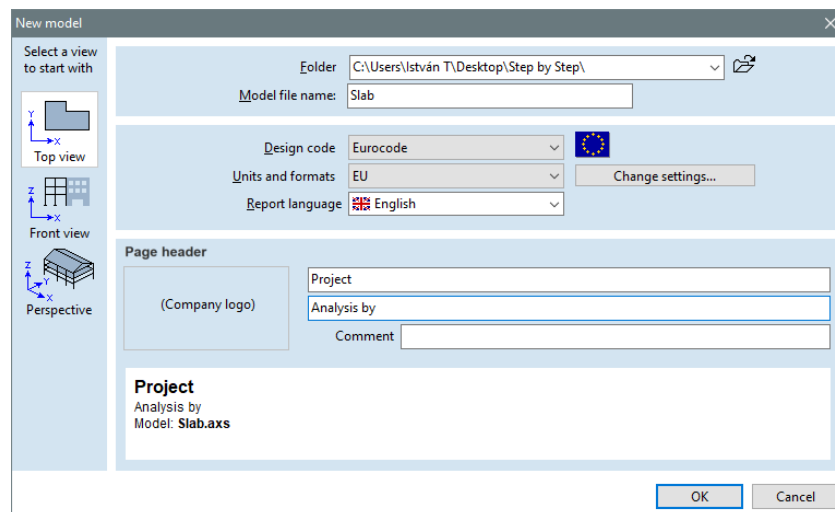 New model
Select a view
to start with
Y
X
Top view
Z
X
Front view
Z
Y
X
Perspective
Folder C:\Users\István T\Desktop\Step by Step\
Model file name: Slab
Design code Eurocode
Units and formats EU Change settings...
Report language English
Page header
(Company logo)
Project
Analysis by
Comment
Project
Analysis by
Model: Slab.axs
OK Cancel